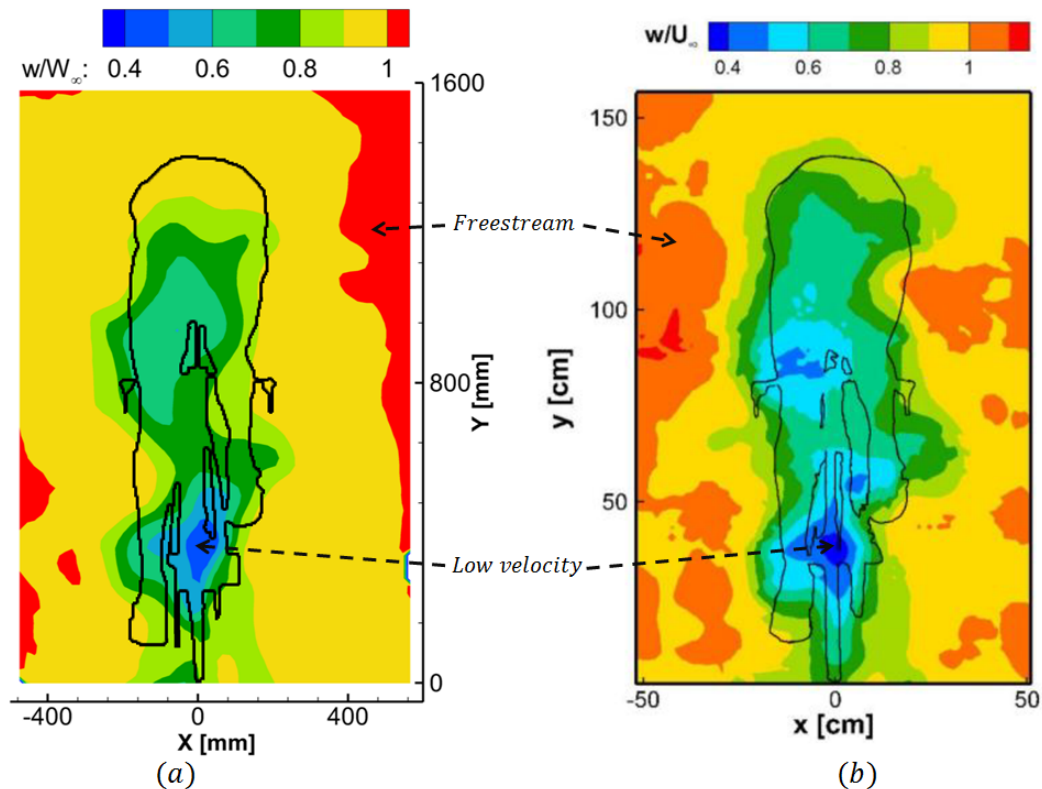 w/W∞: 0.4 0.6 0.8 1
1600
800
0
Y [mm]
-400 0 400
X [mm]
(a)
w/U∞
0.4 0.6 0.8 1
150
100
50
y [cm]
-50 0 50
x [cm]
(b)
Freestream
Low velocity